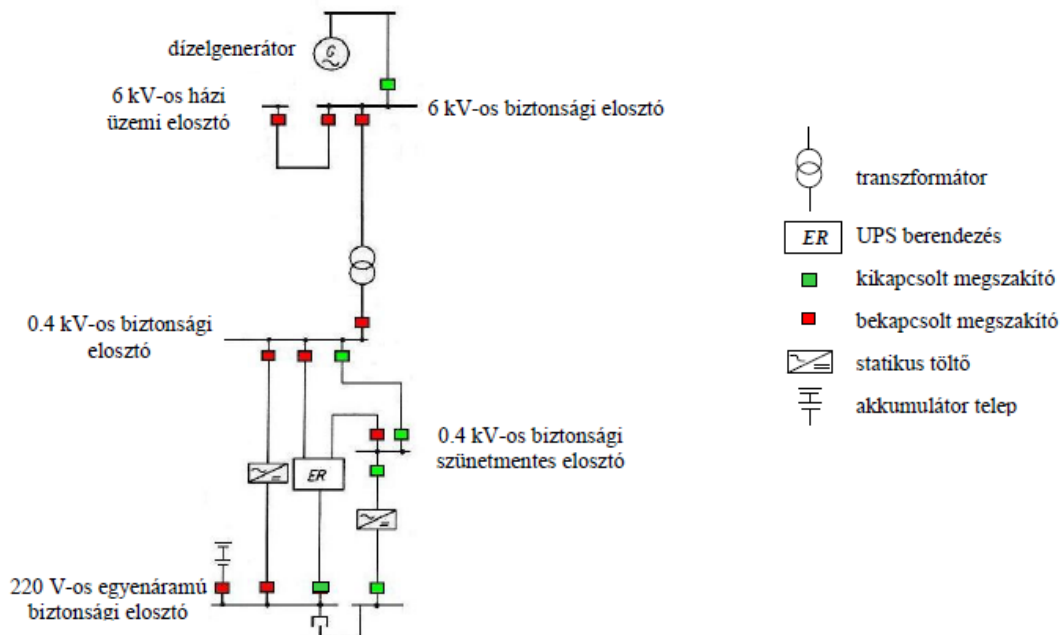 dízelgenerátor
G
6 kV-os házi
üzemi elosztó
6 kV-os biztonsági elosztó
transzformátor
ER
UPS berendezés
kikapcsolt megszakító
0.4 kV-os biztonsági
elosztó
bekapcsolt megszakító
statikus töltő
akkumulátor telep
0.4 kV-os biztonsági
szünetmentes elosztó
ER
220 V-os egyenáramú
biztonsági elosztó